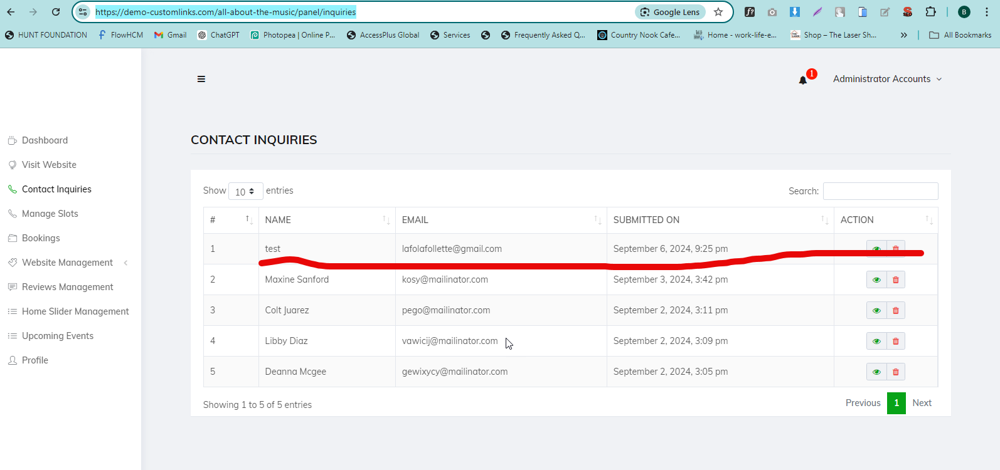 https://demo-customlinks.com/all-about-the-music/panel/inquiries
Google Lens
f?
SEO
B
HUNT FOUNDATION
FlowHCM
Gmail
ChatGPT
Photopea | Online P...
AccessPlus Global
Services
Frequently Asked Q...
Country Nook Cafe...
Home - work-life-e...
Shop – The Laser Sh...
All Bookmarks
1
Administrator Accounts
Dashboard
Visit Website
Contact Inquiries
Manage Slots
Bookings
Website Management
Reviews Management
Home Slider Management
Upcoming Events
Profile
CONTACT INQUIRIES
Show 10 entries
Search:
# NAME EMAIL SUBMITTED ON ACTION
1 test lafolafollette@gmail.com September 6, 2024, 9:25 pm
2 Maxine Sanford kosy@mailinator.com September 3, 2024, 3:42 pm
3 Colt Juarez pego@mailinator.com September 2, 2024, 3:11 pm
4 Libby Diaz vawicij@mailinator.com September 2, 2024, 3:09 pm
5 Deanna Mcgee gewixycy@mailinator.com September 2, 2024, 3:05 pm
Showing 1 to 5 of 5 entries
Previous 1 Next